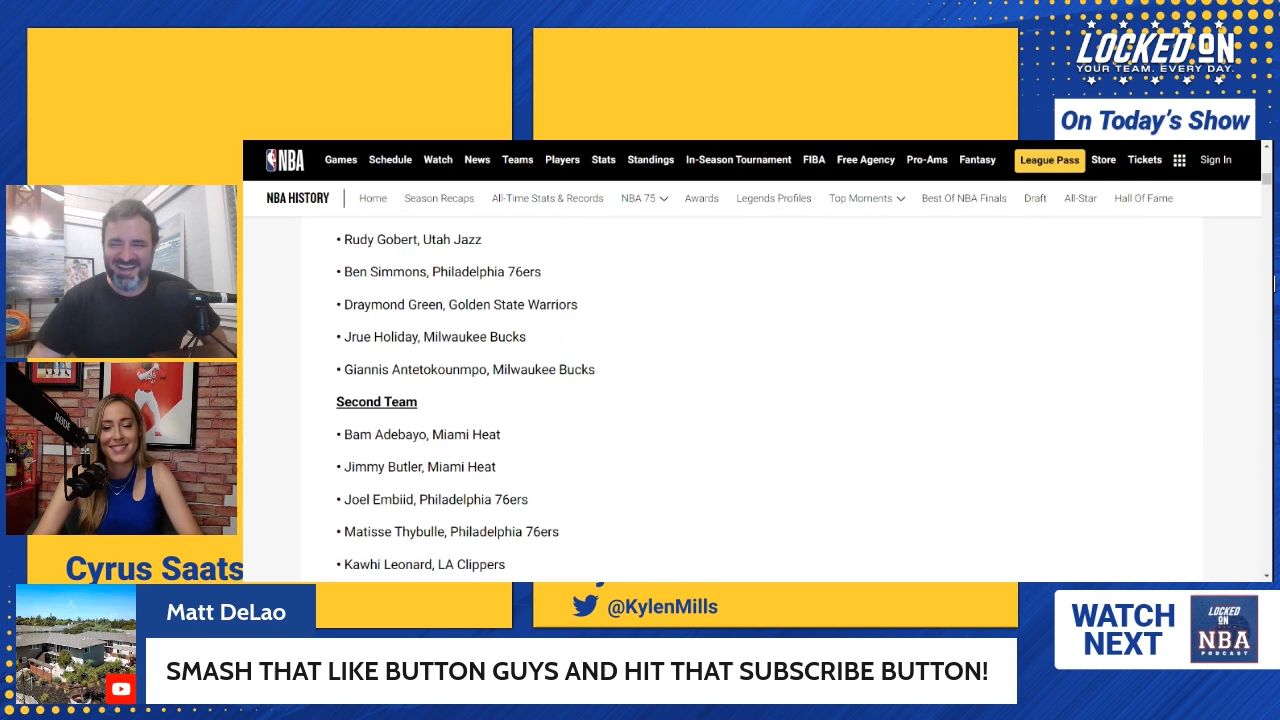 LOCKED ON
YOUR TEAM. EVERY DAY.
On Today's Show
NBA
Games Schedule Watch News Teams Players Stats Standings In-Season Tournament FIBA Free Agency Pro-Ams Fantasy League Pass Store Tickets Sign In
NBA HISTORY Home Season Recaps All-Time Stats & Records NBA 75 Awards Legends Profiles Top Moments Best Of NBA Finals Draft All-Star Hall Of Fame
• Rudy Gobert, Utah Jazz
• Ben Simmons, Philadelphia 76ers
• Draymond Green, Golden State Warriors
• Jrue Holiday, Milwaukee Bucks
• Giannis Antetokounmpo, Milwaukee Bucks
Second Team
• Bam Adebayo, Miami Heat
• Jimmy Butler, Miami Heat
• Joel Embiid, Philadelphia 76ers
• Matisse Thybulle, Philadelphia 76ers
• Kawhi Leonard, LA Clippers
RODE
Cyrus Saats
@KylenMills
Matt DeLao
SMASH THAT LIKE BUTTON GUYS AND HIT THAT SUBSCRIBE BUTTON!
WATCH
NEXT
LOCKED
ON
NBA
PODCAST